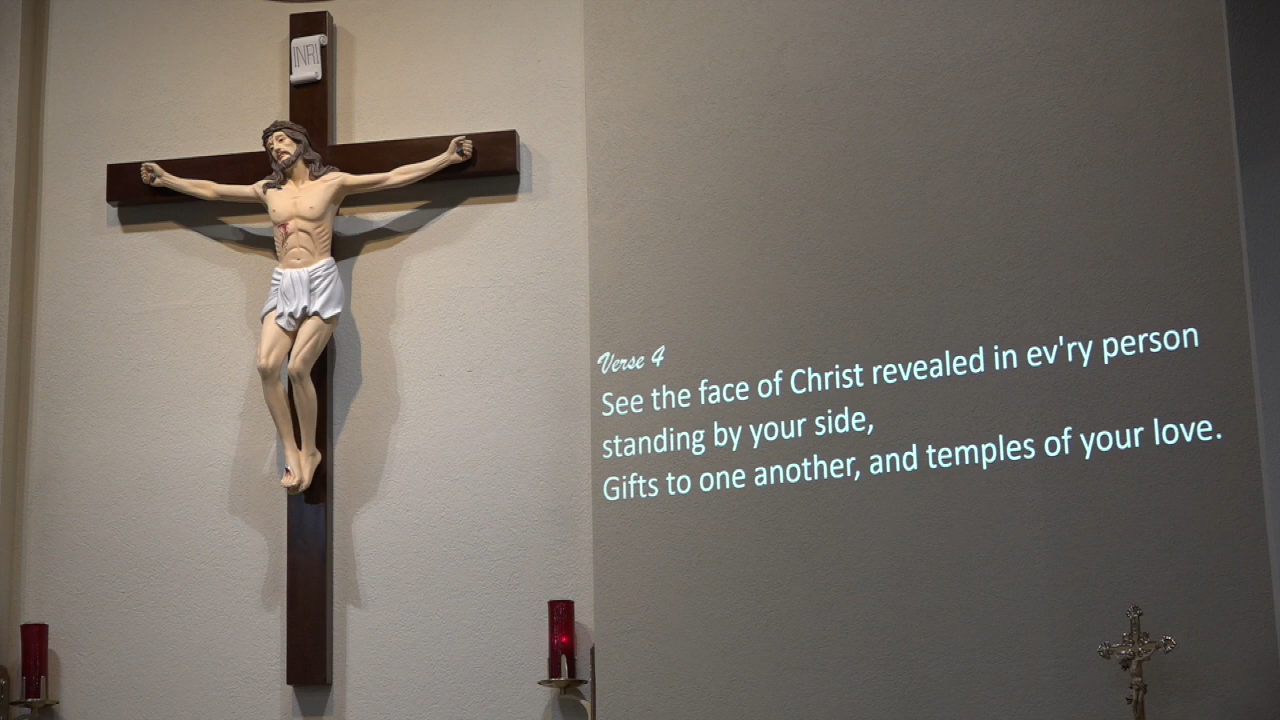 INRI
Verse 4
See the face of Christ revealed in ev'ry person
standing by your side,
Gifts to one another, and temples of your love.